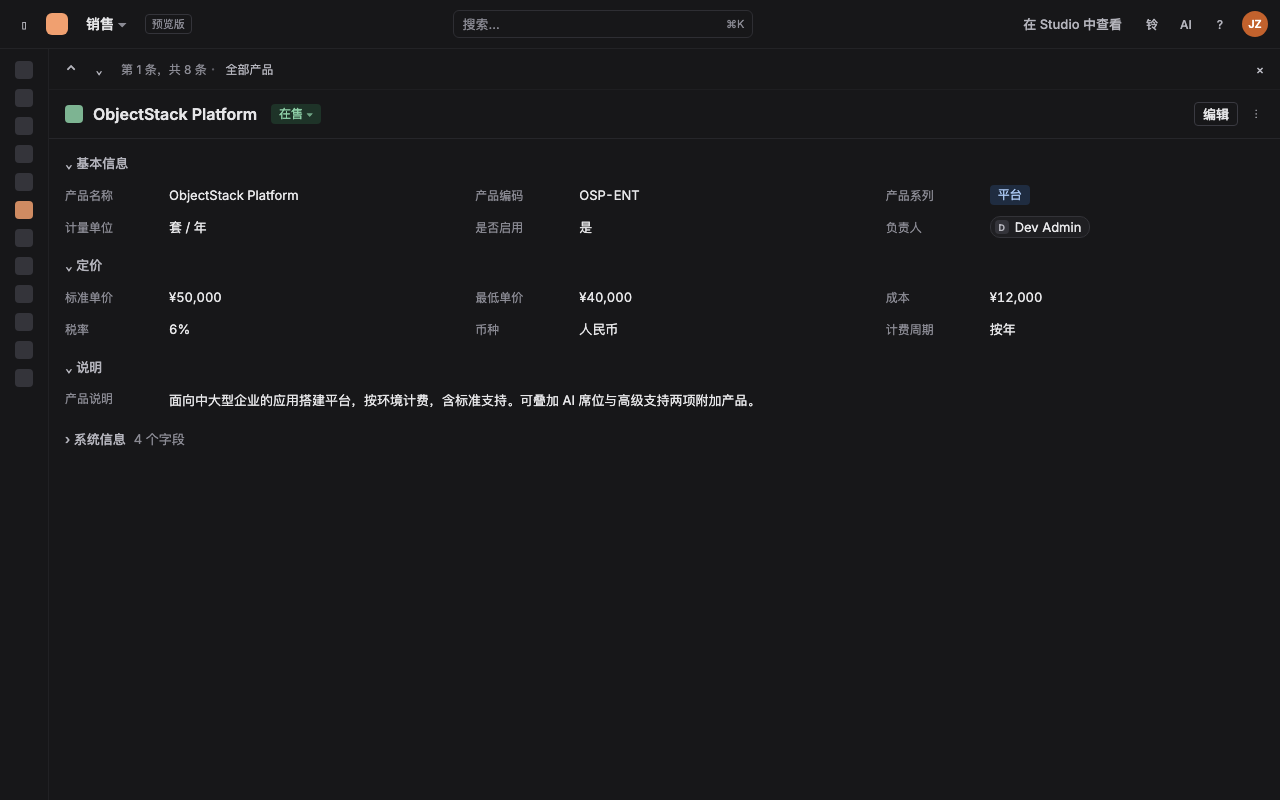 销售 预览版 搜索... ⌘K 在 Studio 中查看 铃 AI ? JZ
第 1 条，共 8 条 · 全部产品 ×
ObjectStack Platform 在售 编辑
基本信息
产品名称 ObjectStack Platform 产品编码 OSP-ENT 产品系列 平台
计量单位 套 / 年 是否启用 是 负责人 D Dev Admin
定价
标准单价 ¥50,000 最低单价 ¥40,000 成本 ¥12,000
税率 6% 币种 人民币 计费周期 按年
说明
产品说明 面向中大型企业的应用搭建平台，按环境计费，含标准支持。可叠加 AI 席位与高级支持两项附加产品。
系统信息 4 个字段